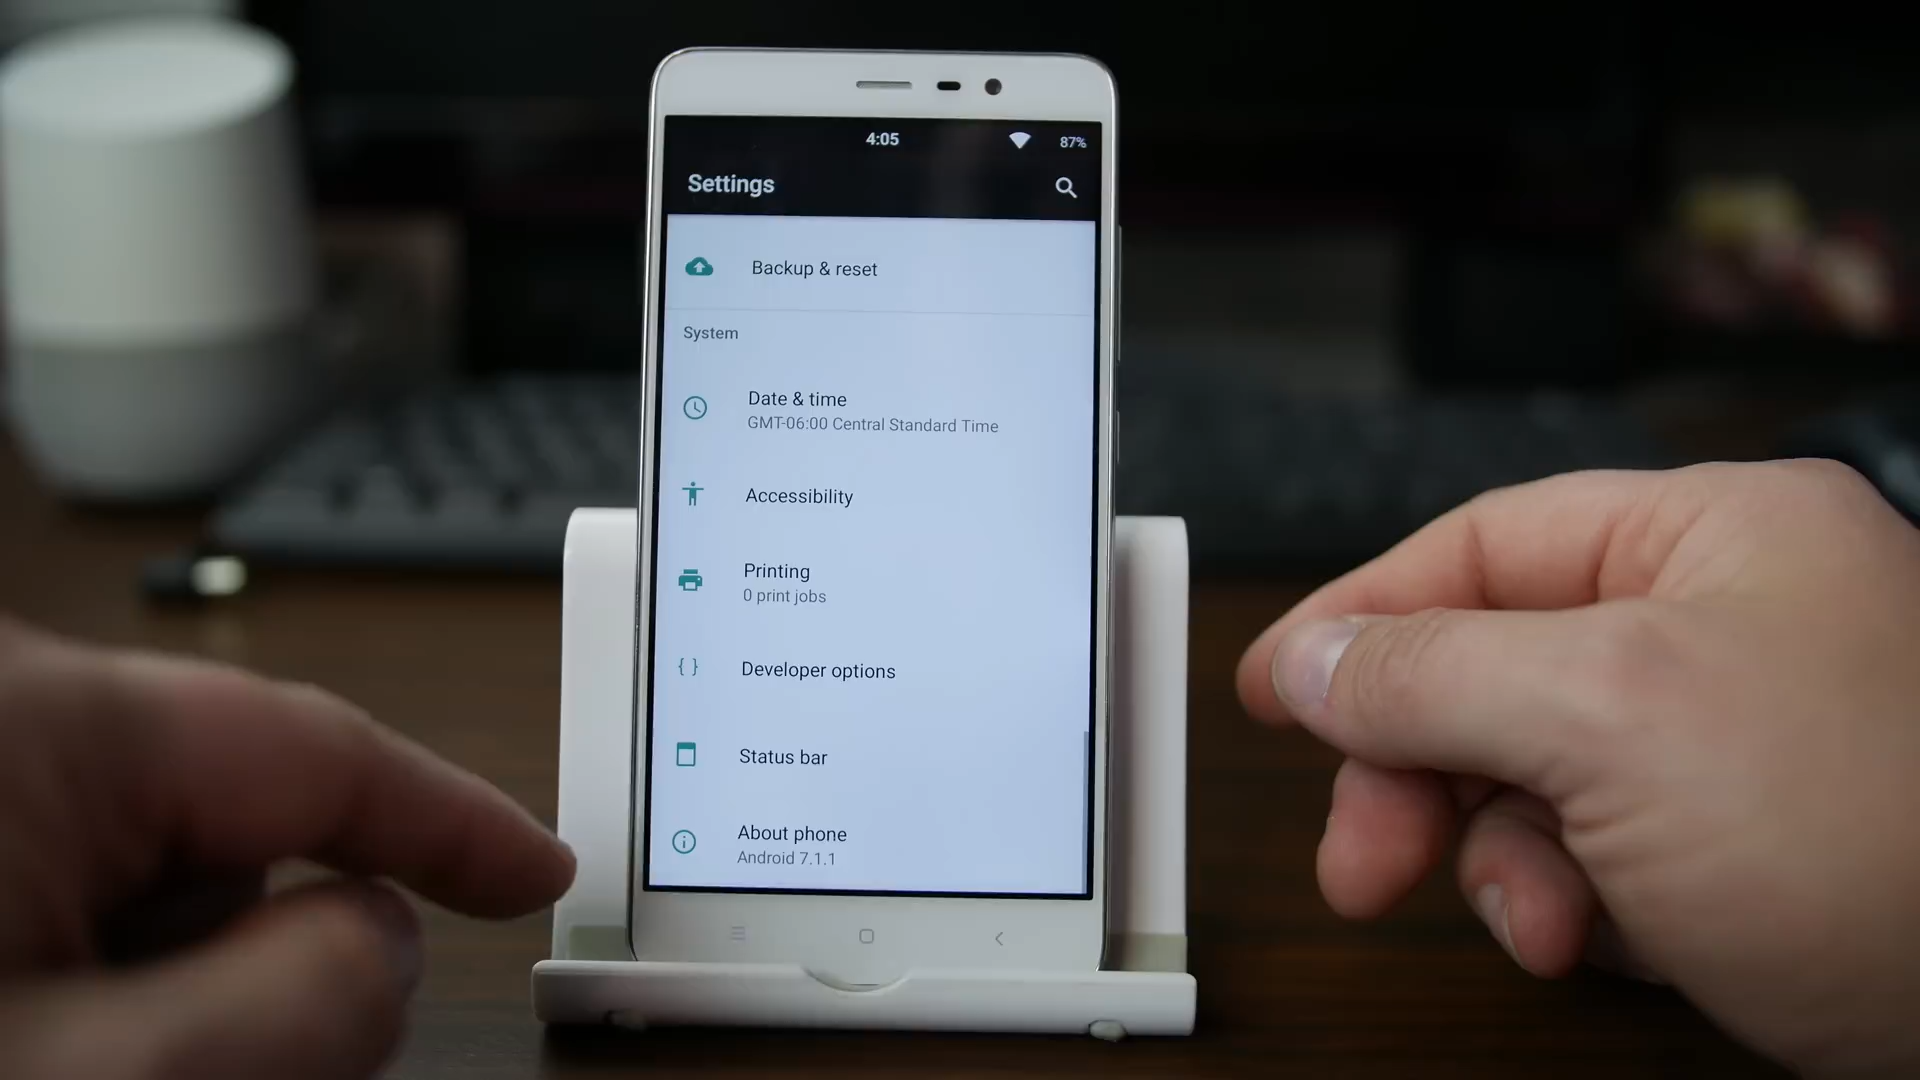 4:05
87%
Settings
Backup & reset
System
Date & time
GMT-06:00 Central Standard Time
Accessibility
Printing
0 print jobs
Developer options
Status bar
About phone
Android 7.1.1